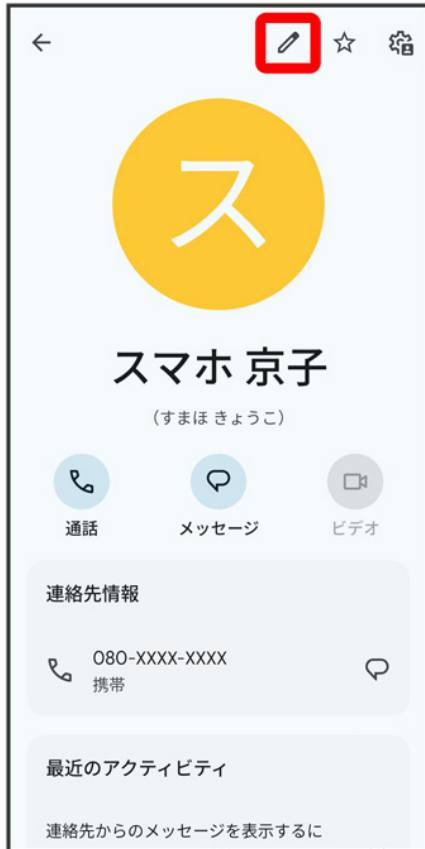 ス
スマホ 京子
（すまほ きょうこ）
通話
メッセージ
ビデオ
連絡先情報
080-XXXX-XXXX
携帯
最近のアクティビティ
連絡先からのメッセージを表示するに